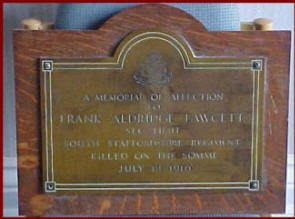 A MEMORIAL OF AFFECTION
TO
FRANK ALDRIDGE FAWCETT
SEC. LIEUT.
SOUTH STAFFORDSHIRE REGIMENT
KILLED ON THE SOMME
JULY 1916